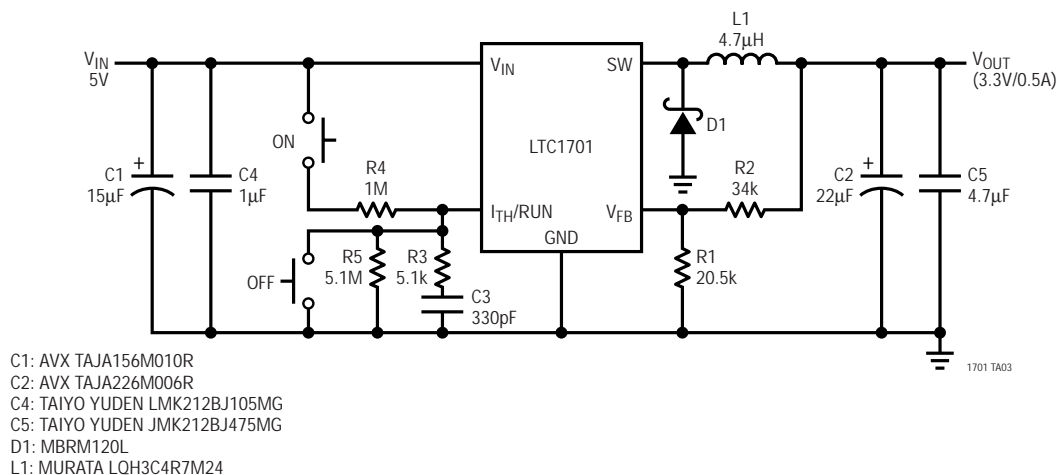 L1
4.7µH
VIN
5V
VIN
SW
VOUT
(3.3V/0.5A)
ON
D1
LTC1701
C1
15µF
+
C4
1µF
R4
1M
R2
34k
C2
22µF
+
C5
4.7µF
ITH/RUN
VFB
GND
OFF
R5
5.1M
R3
5.1k
R1
20.5k
C3
330pF
1701 TA03
C1: AVX TAJA156M010R
C2: AVX TAJA226M006R
C4: TAIYO YUDEN LMK212BJ105MG
C5: TAIYO YUDEN JMK212BJ475MG
D1: MBRM120L
L1: MURATA LQH3C4R7M24